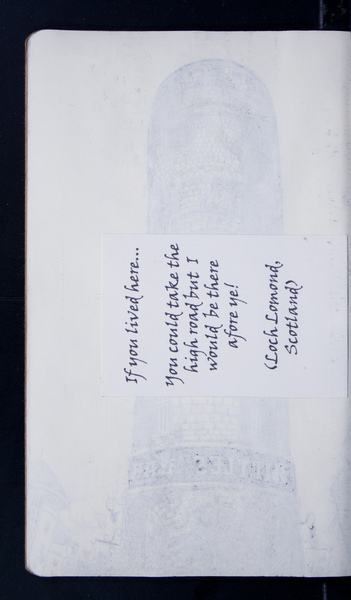 If you lived here...
You could take the
high road but I
would be there
afore ye!
(Loch Lomond,
Scotland)